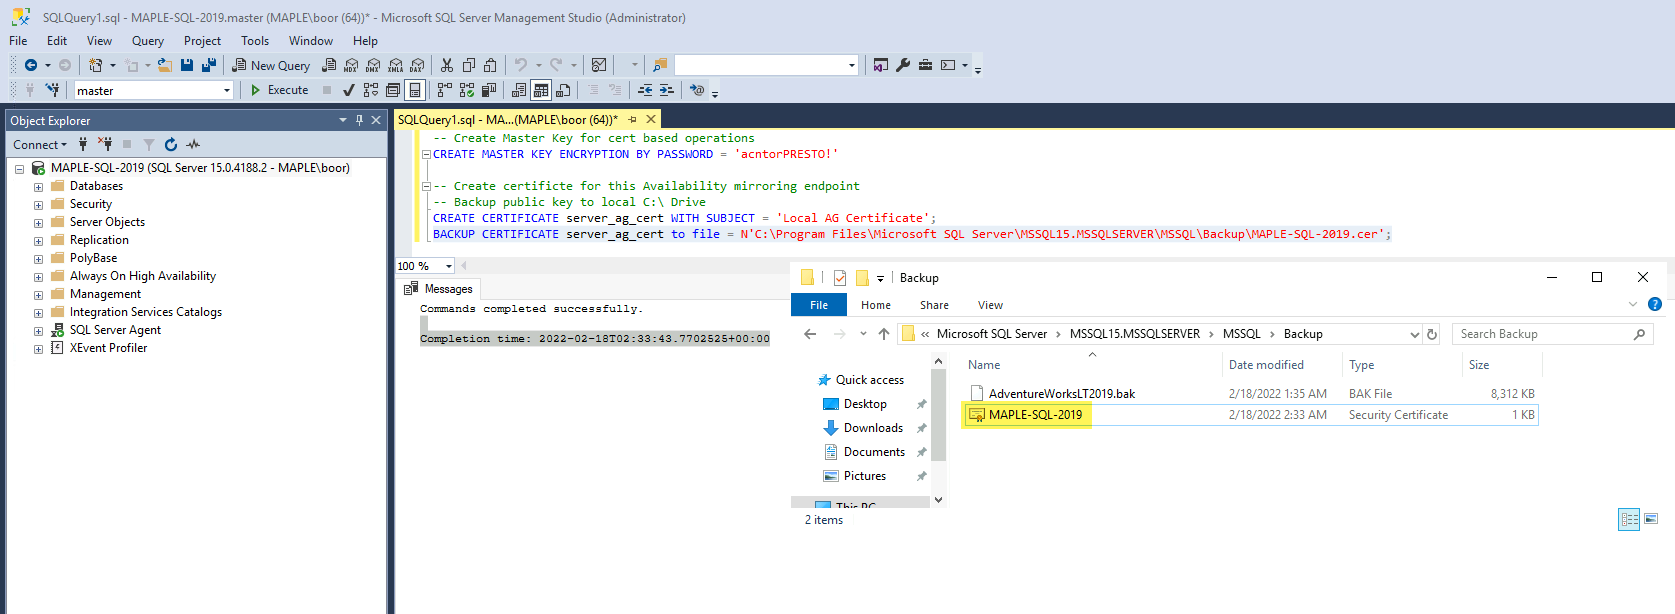 SQLQuery1.sql - MAPLE-SQL-2019.master (MAPLE\boor (64))* - Microsoft SQL Server Management Studio (Administrator)
File Edit View Query Project Tools Window Help
New Query MDX DMX XMLA DAX
master Execute
Object Explorer
Connect
MAPLE-SQL-2019 (SQL Server 15.0.4188.2 - MAPLE\boor)
Databases
Security
Server Objects
Replication
PolyBase
Always On High Availability
Management
Integration Services Catalogs
SQL Server Agent
XEvent Profiler
SQLQuery1.sql - MA...(MAPLE\boor (64))*
-- Create Master Key for cert based operations
CREATE MASTER KEY ENCRYPTION BY PASSWORD = 'acntorPRESTO!'
-- Create certificte for this Availability mirroring endpoint
-- Backup public key to local C:\ Drive
CREATE CERTIFICATE server_ag_cert WITH SUBJECT = 'Local AG Certificate';
BACKUP CERTIFICATE server_ag_cert to file = N'C:\Program Files\Microsoft SQL Server\MSSQL15.MSSQLSERVER\MSSQL\Backup\MAPLE-SQL-2019.cer';
100 %
Messages
Commands completed successfully.
Completion time: 2022-02-18T02:33:43.7702525+00:00
Backup
File Home Share View
« Microsoft SQL Server > MSSQL15.MSSQLSERVER > MSSQL > Backup
Search Backup
Quick access
Desktop
Downloads
Documents
Pictures
This PC
Name Date modified Type Size
AdventureWorksLT2019.bak 2/18/2022 1:35 AM BAK File 8,312 KB
MAPLE-SQL-2019 2/18/2022 2:33 AM Security Certificate 1 KB
2 items